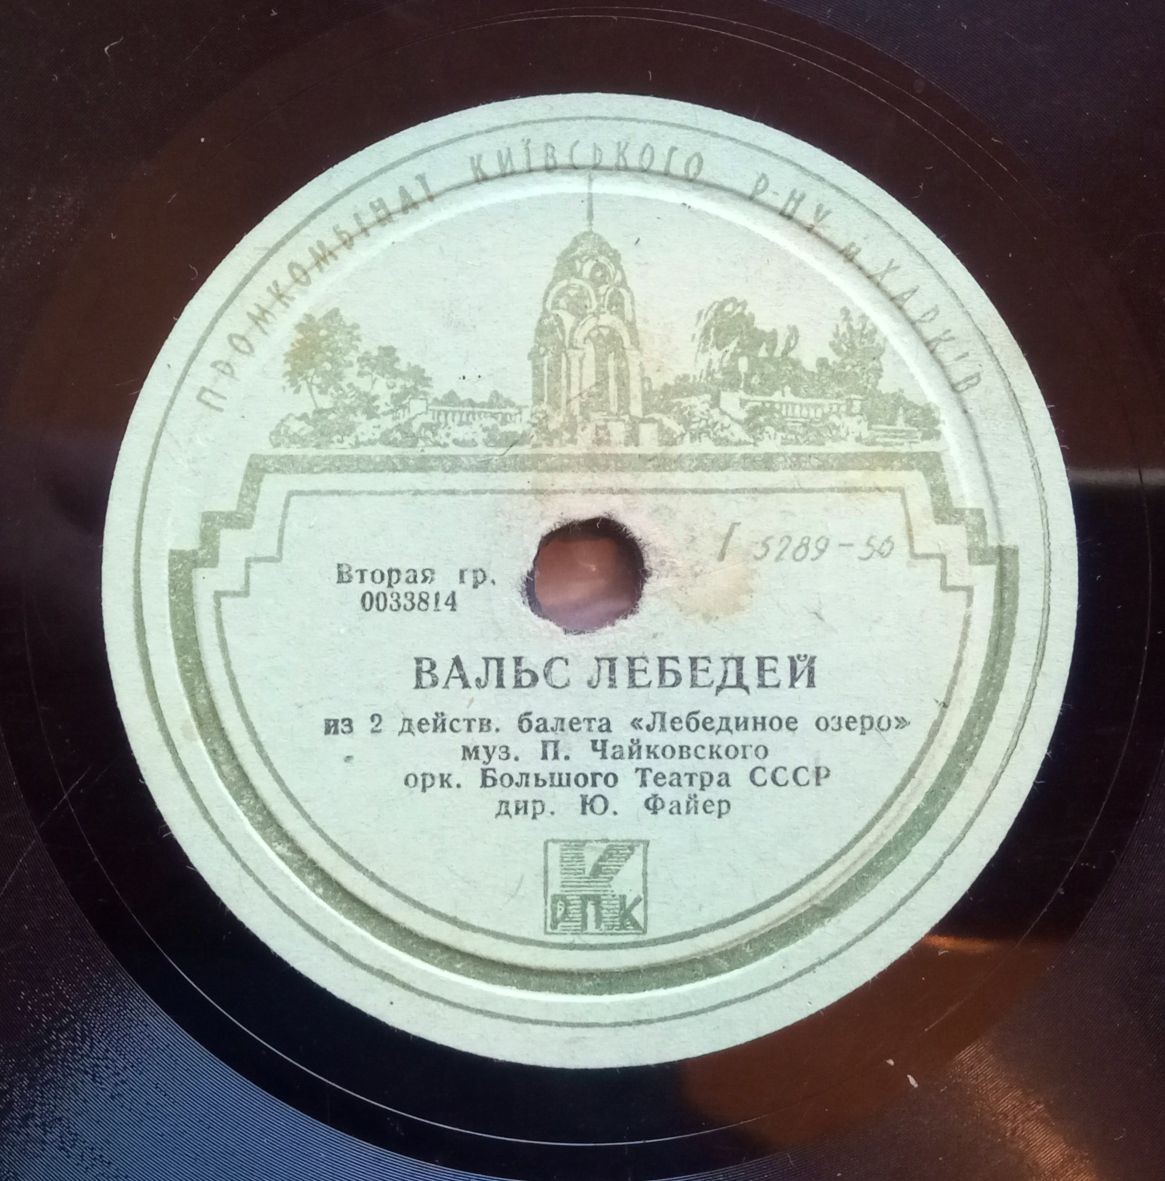 ПРОМКОМБІНАТ КИЇВСЬКОГО Р-НУ м. ХАРКІВ
Г 5289-50
Вторая гр.
0033814
ВАЛЬС ЛЕБЕДЕЙ
из 2 действ. балета «Лебединое озеро»
муз. П. Чайковского
орк. Большого Театра СССР
дир. Ю. Файер
К
РПК